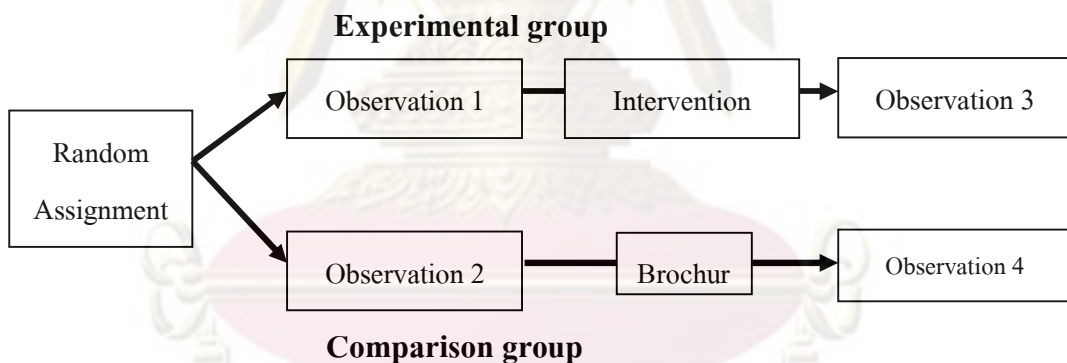 Experimental group
Observation 1
Intervention
Observation 3
Random
Assignment
Observation 2
Brochur
Observation 4
Comparison group